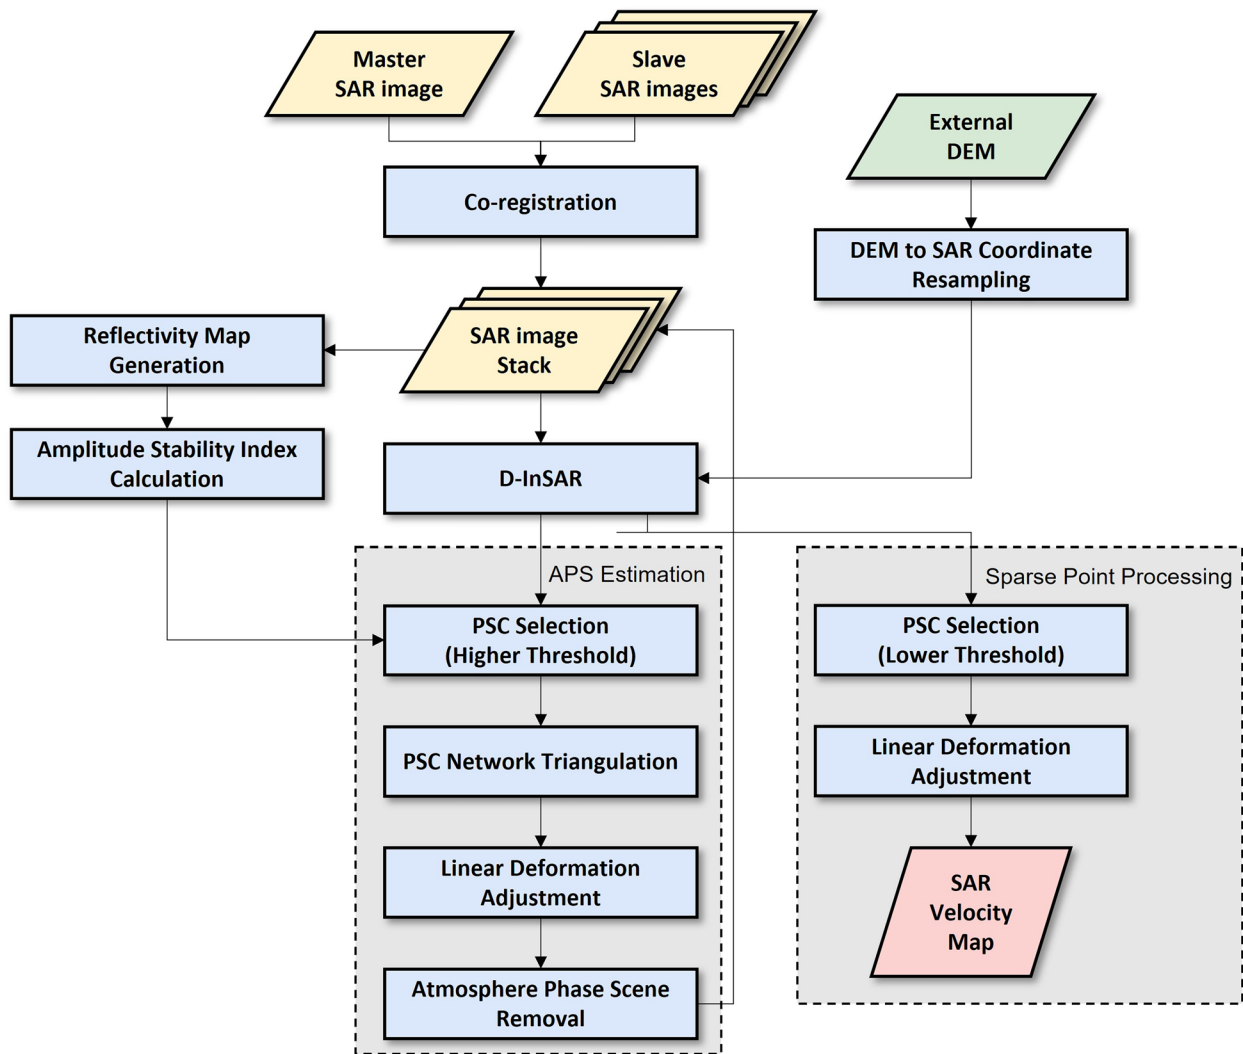 Master
SAR image
Slave
SAR images
External
DEM
Co-registration
DEM to SAR Coordinate
Resampling
SAR image
Stack
Reflectivity Map
Generation
Amplitude Stability Index
Calculation
D-InSAR
APS Estimation
PSC Selection
(Higher Threshold)
PSC Network Triangulation
Linear Deformation
Adjustment
Atmosphere Phase Scene
Removal
Sparse Point Processing
PSC Selection
(Lower Threshold)
Linear Deformation
Adjustment
SAR
Velocity
Map